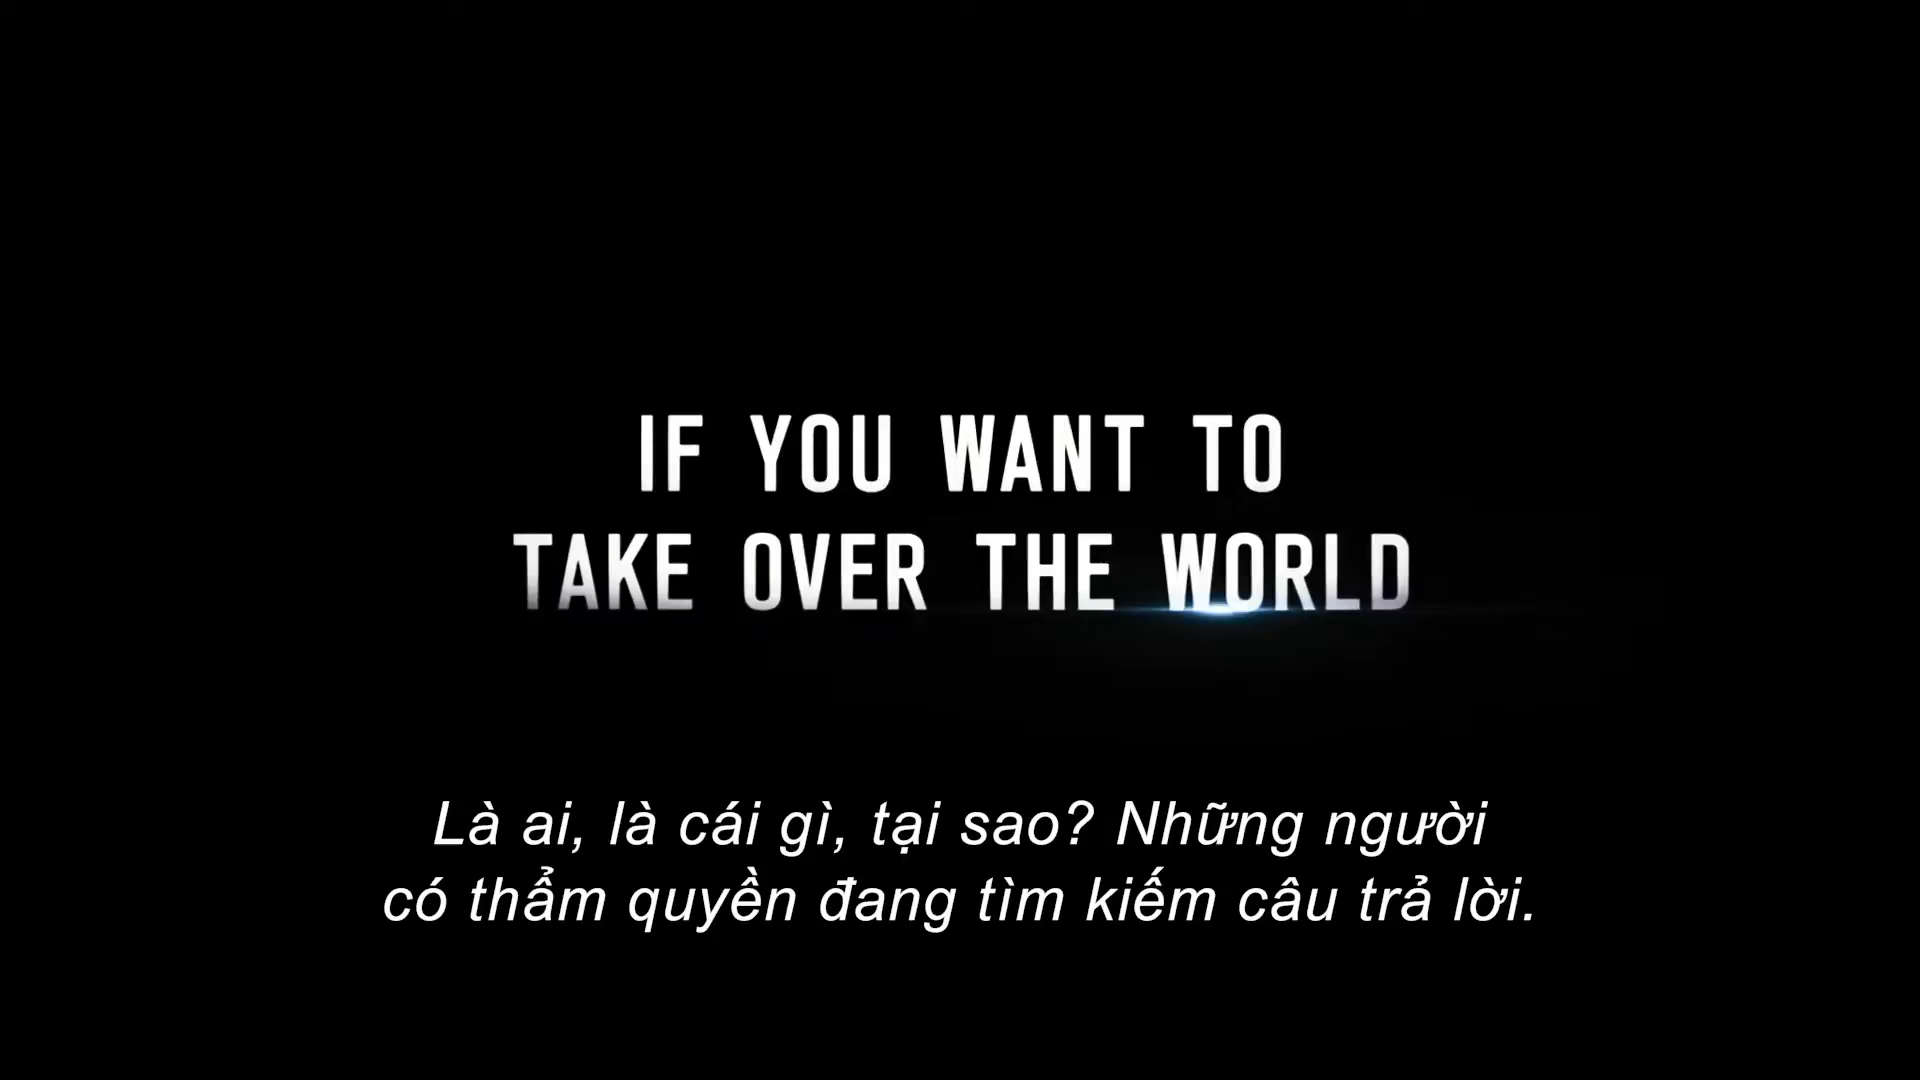 IF YOU WANT TO
TAKE OVER THE WORLD
Là ai, là cái gì, tại sao? Những người
có thẩm quyền đang tìm kiếm câu trả lời.